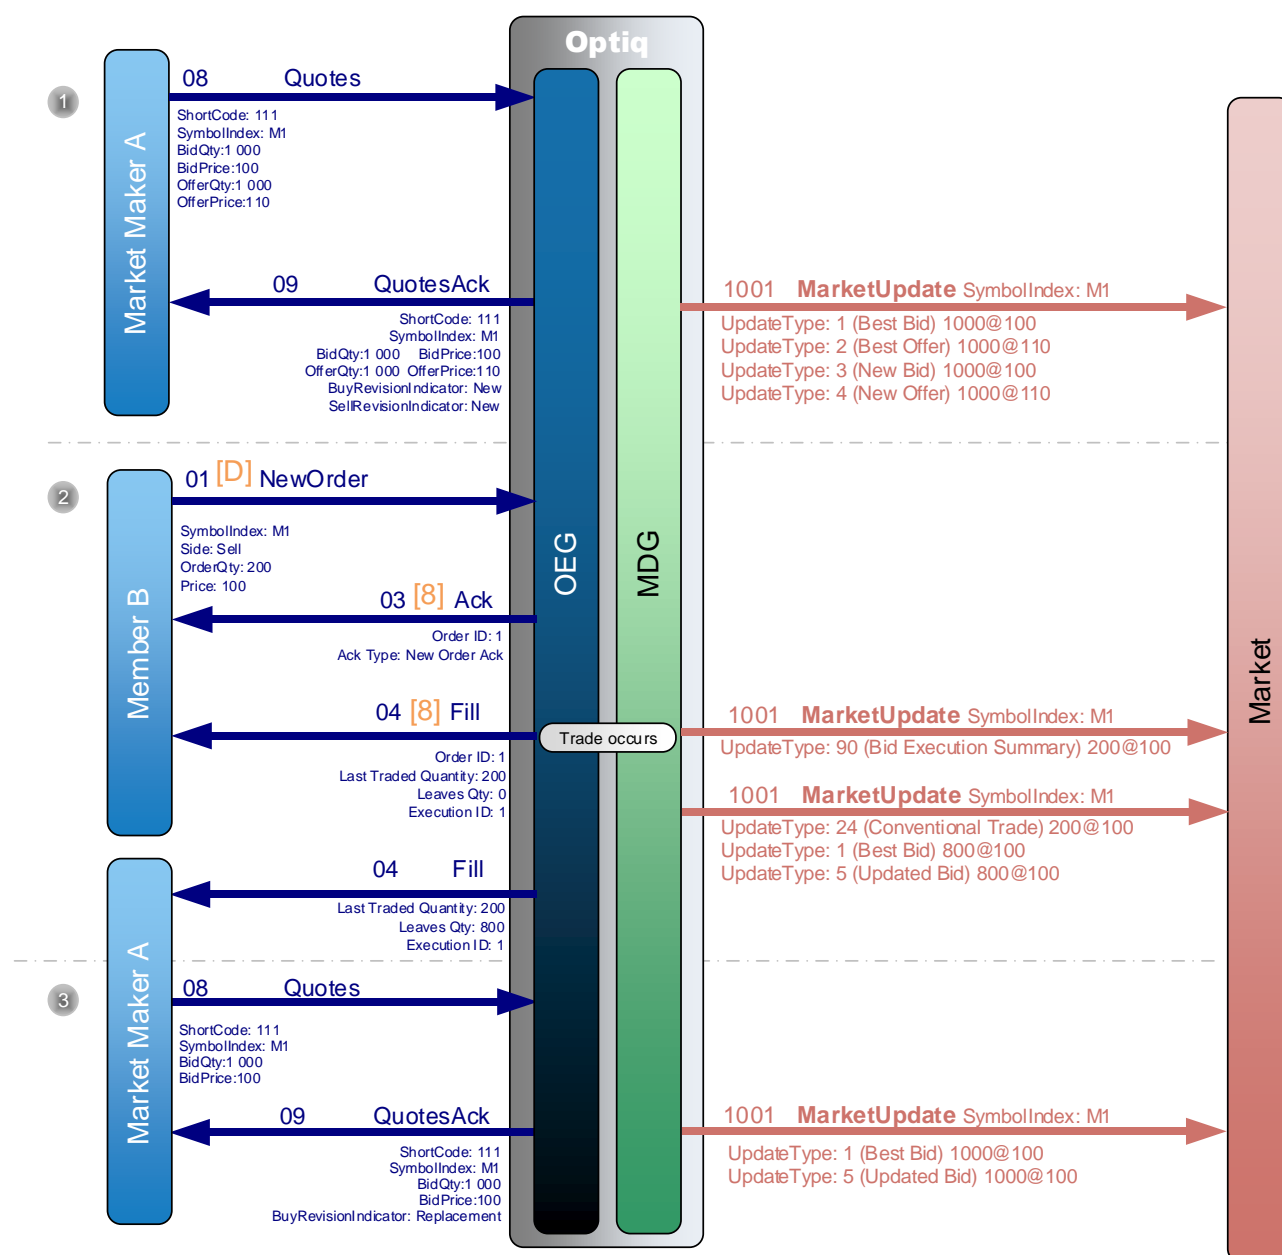 Optiq
1
Market Maker A
08 Quotes
ShortCode: 111
SymbolIndex: M1
BidQty:1 000
BidPrice:100
OfferQty:1 000
OfferPrice:110
09 QuotesAck
ShortCode: 111
SymbolIndex: M1
BidQty:1 000 BidPrice:100
OfferQty:1 000 OfferPrice:110
BuyRevisionIndicator: New
SellRevisionIndicator: New
1001 MarketUpdate SymbolIndex: M1
UpdateType: 1 (Best Bid) 1000@100
UpdateType: 2 (Best Offer) 1000@110
UpdateType: 3 (New Bid) 1000@100
UpdateType: 4 (New Offer) 1000@110
2
Member B
01 [D] NewOrder
SymbolIndex: M1
Side: Sell
OrderQty: 200
Price: 100
03 [8] Ack
Order ID: 1
Ack Type: New Order Ack
OEG
MDG
Market
04 [8] Fill
Order ID: 1
Last Traded Quantity: 200
Leaves Qty: 0
Execution ID: 1
Trade occurs
1001 MarketUpdate SymbolIndex: M1
UpdateType: 90 (Bid Execution Summary) 200@100
1001 MarketUpdate SymbolIndex: M1
UpdateType: 24 (Conventional Trade) 200@100
UpdateType: 1 (Best Bid) 800@100
UpdateType: 5 (Updated Bid) 800@100
Market Maker A
04 Fill
Last Traded Quantity: 200
Leaves Qty: 800
Execution ID: 1
3
08 Quotes
ShortCode: 111
SymbolIndex: M1
BidQty:1 000
BidPrice:100
09 QuotesAck
ShortCode: 111
SymbolIndex: M1
BidQty:1 000
BidPrice:100
BuyRevisionIndicator: Replacement
1001 MarketUpdate SymbolIndex: M1
UpdateType: 1 (Best Bid) 1000@100
UpdateType: 5 (Updated Bid) 1000@100